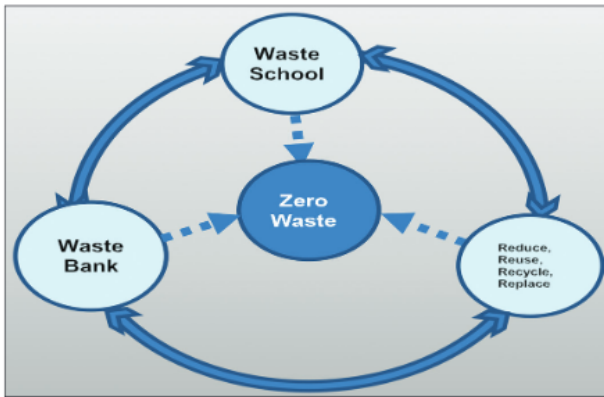 Waste
School
Zero
Waste
Waste
Bank
Reduce,
Reuse,
Recycle,
Replace